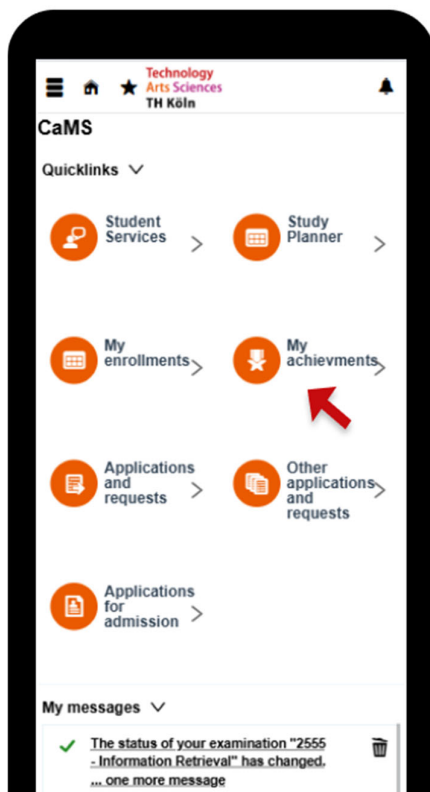 Technology
Arts Sciences
TH Köln
CaMS
Quicklinks
Student
Services
Study
Planner
My
enrollments
My
achievments
Applications
and
requests
Other
applications
and
requests
Applications
for
admission
My messages
The status of your examination "2555
- Information Retrieval" has changed.
... one more message